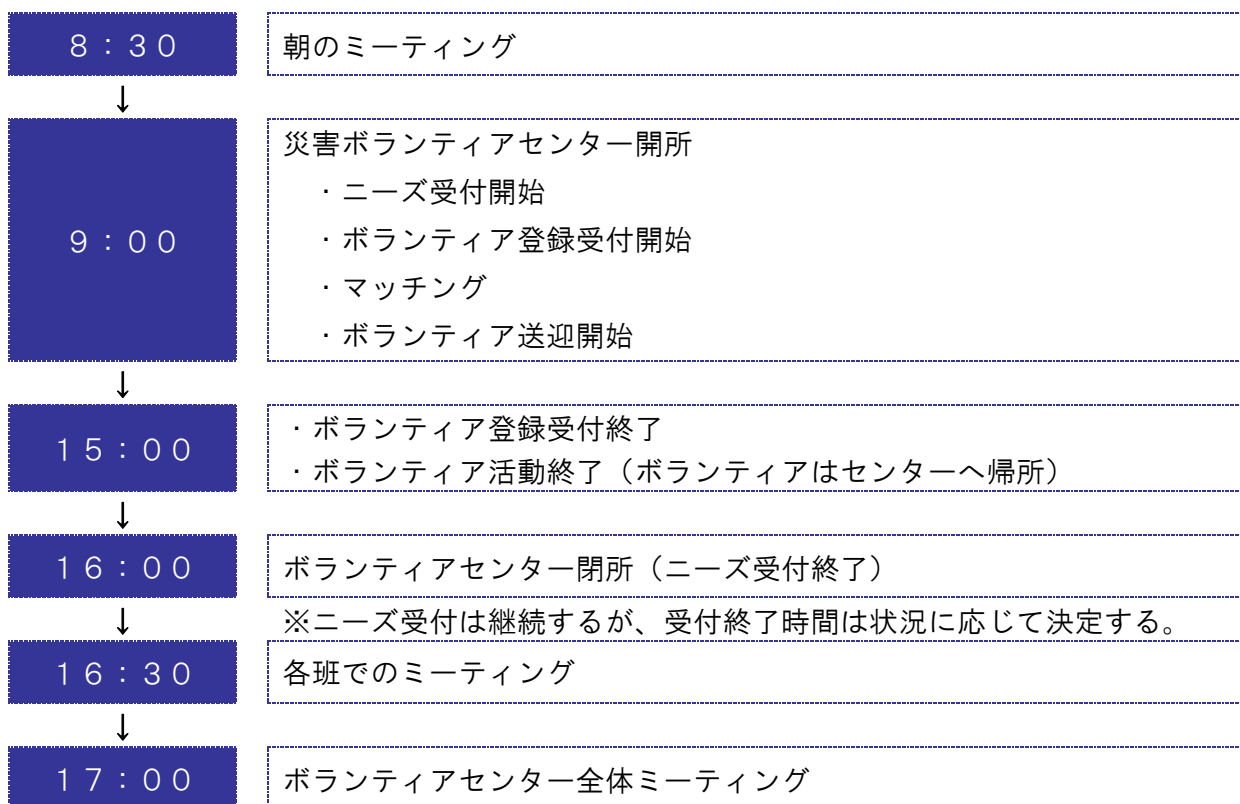 ８：３０
朝のミーティング
↓
９：００
災害ボランティアセンター開所
・ニーズ受付開始
・ボランティア登録受付開始
・マッチング
・ボランティア送迎開始
↓
１５：００
・ボランティア登録受付終了
・ボランティア活動終了（ボランティアはセンターへ帰所）
↓
１６：００
ボランティアセンター閉所（ニーズ受付終了）
↓
※ニーズ受付は継続するが、受付終了時間は状況に応じて決定する。
１６：３０
各班でのミーティング
↓
１７：００
ボランティアセンター全体ミーティング